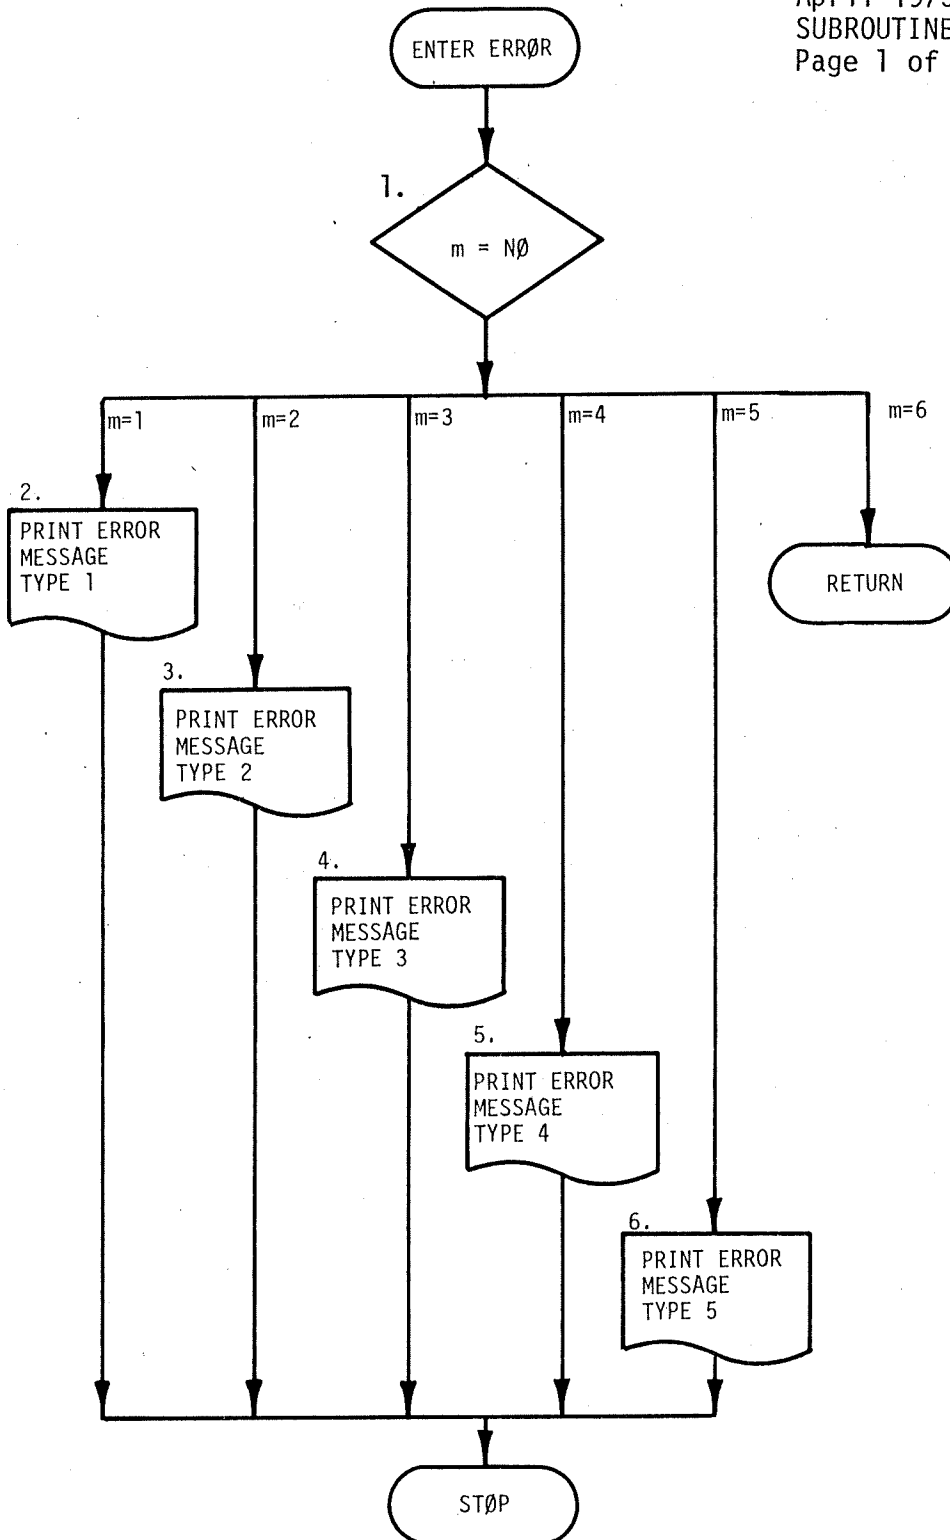 SUBROUTINE
Page 1 of
ENTER ERRØR
1.
m = NØ
m=1
m=2
m=3
m=4
m=5
m=6
2.
PRINT ERROR
MESSAGE
TYPE 1
RETURN
3.
PRINT ERROR
MESSAGE
TYPE 2
4.
PRINT ERROR
MESSAGE
TYPE 3
5.
PRINT ERROR
MESSAGE
TYPE 4
6.
PRINT ERROR
MESSAGE
TYPE 5
STØP